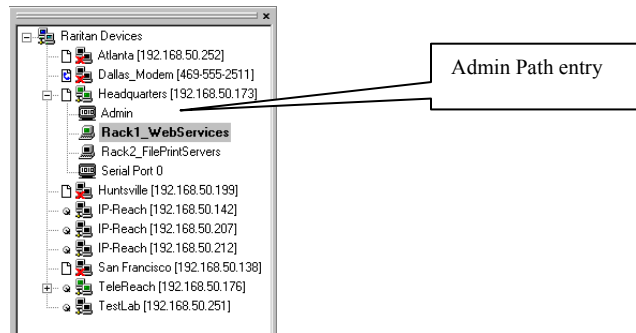 Raritan Devices
Atlanta [192.168.50.252]
Dallas_Modem [469-555-2511]
Headquarters [192.168.50.173]
Admin
Rack1_WebServices
Rack2_FilePrintServers
Serial Port 0
Huntsville [192.168.50.199]
IP-Reach [192.168.50.142]
IP-Reach [192.168.50.207]
IP-Reach [192.168.50.212]
San Francisco [192.168.50.138]
TeleReach [192.168.50.176]
TestLab [192.168.50.251]
Admin Path entry